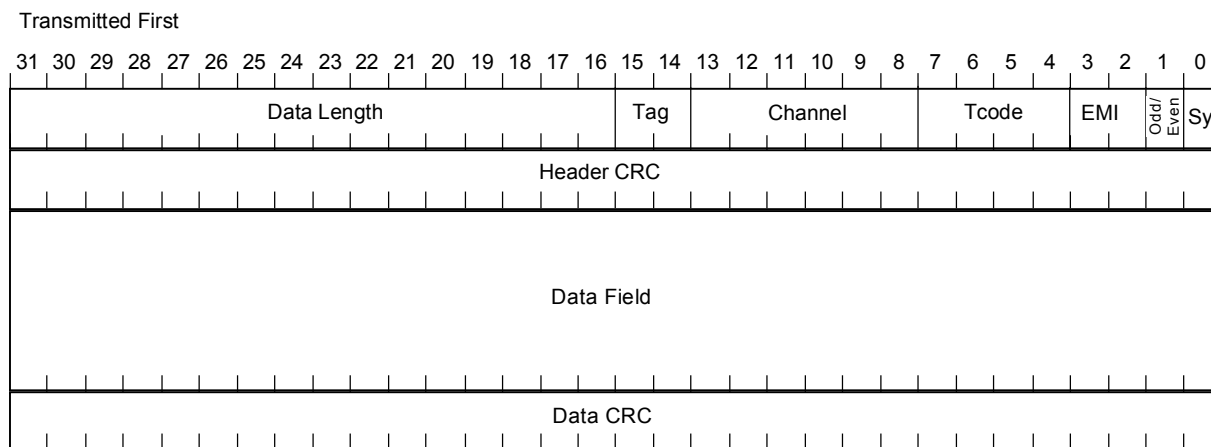 Transmitted First
31 30 29 28 27 26 25 24 23 22 21 20 19 18 17 16 15 14 13 12 11 10 9 8 7 6 5 4 3 2 1 0
Data Length Tag Channel Tcode EMI Odd/ Even Sy
Header CRC
Data Field
Data CRC